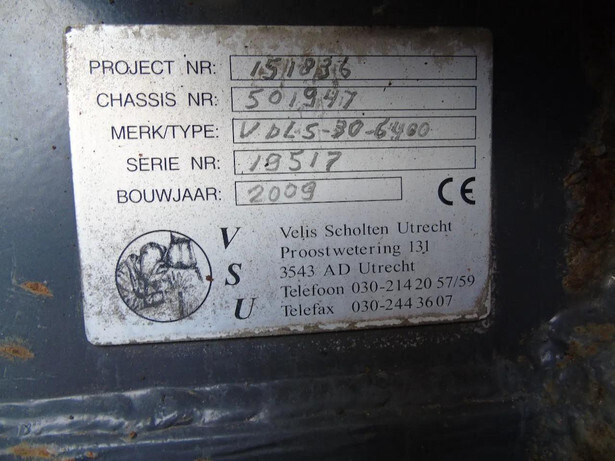 PROJECT NR: 151836
CHASSIS NR: 501947
MERK/TYPE: VDLS-30-6400
SERIE NR: 18517
BOUWJAAR: 2009 CE
V Velis Scholten Utrecht
Proostwetering 131
S 3543 AD Utrecht
Telefoon 030-214 20 57/59
U Telefax 030-244 36 07